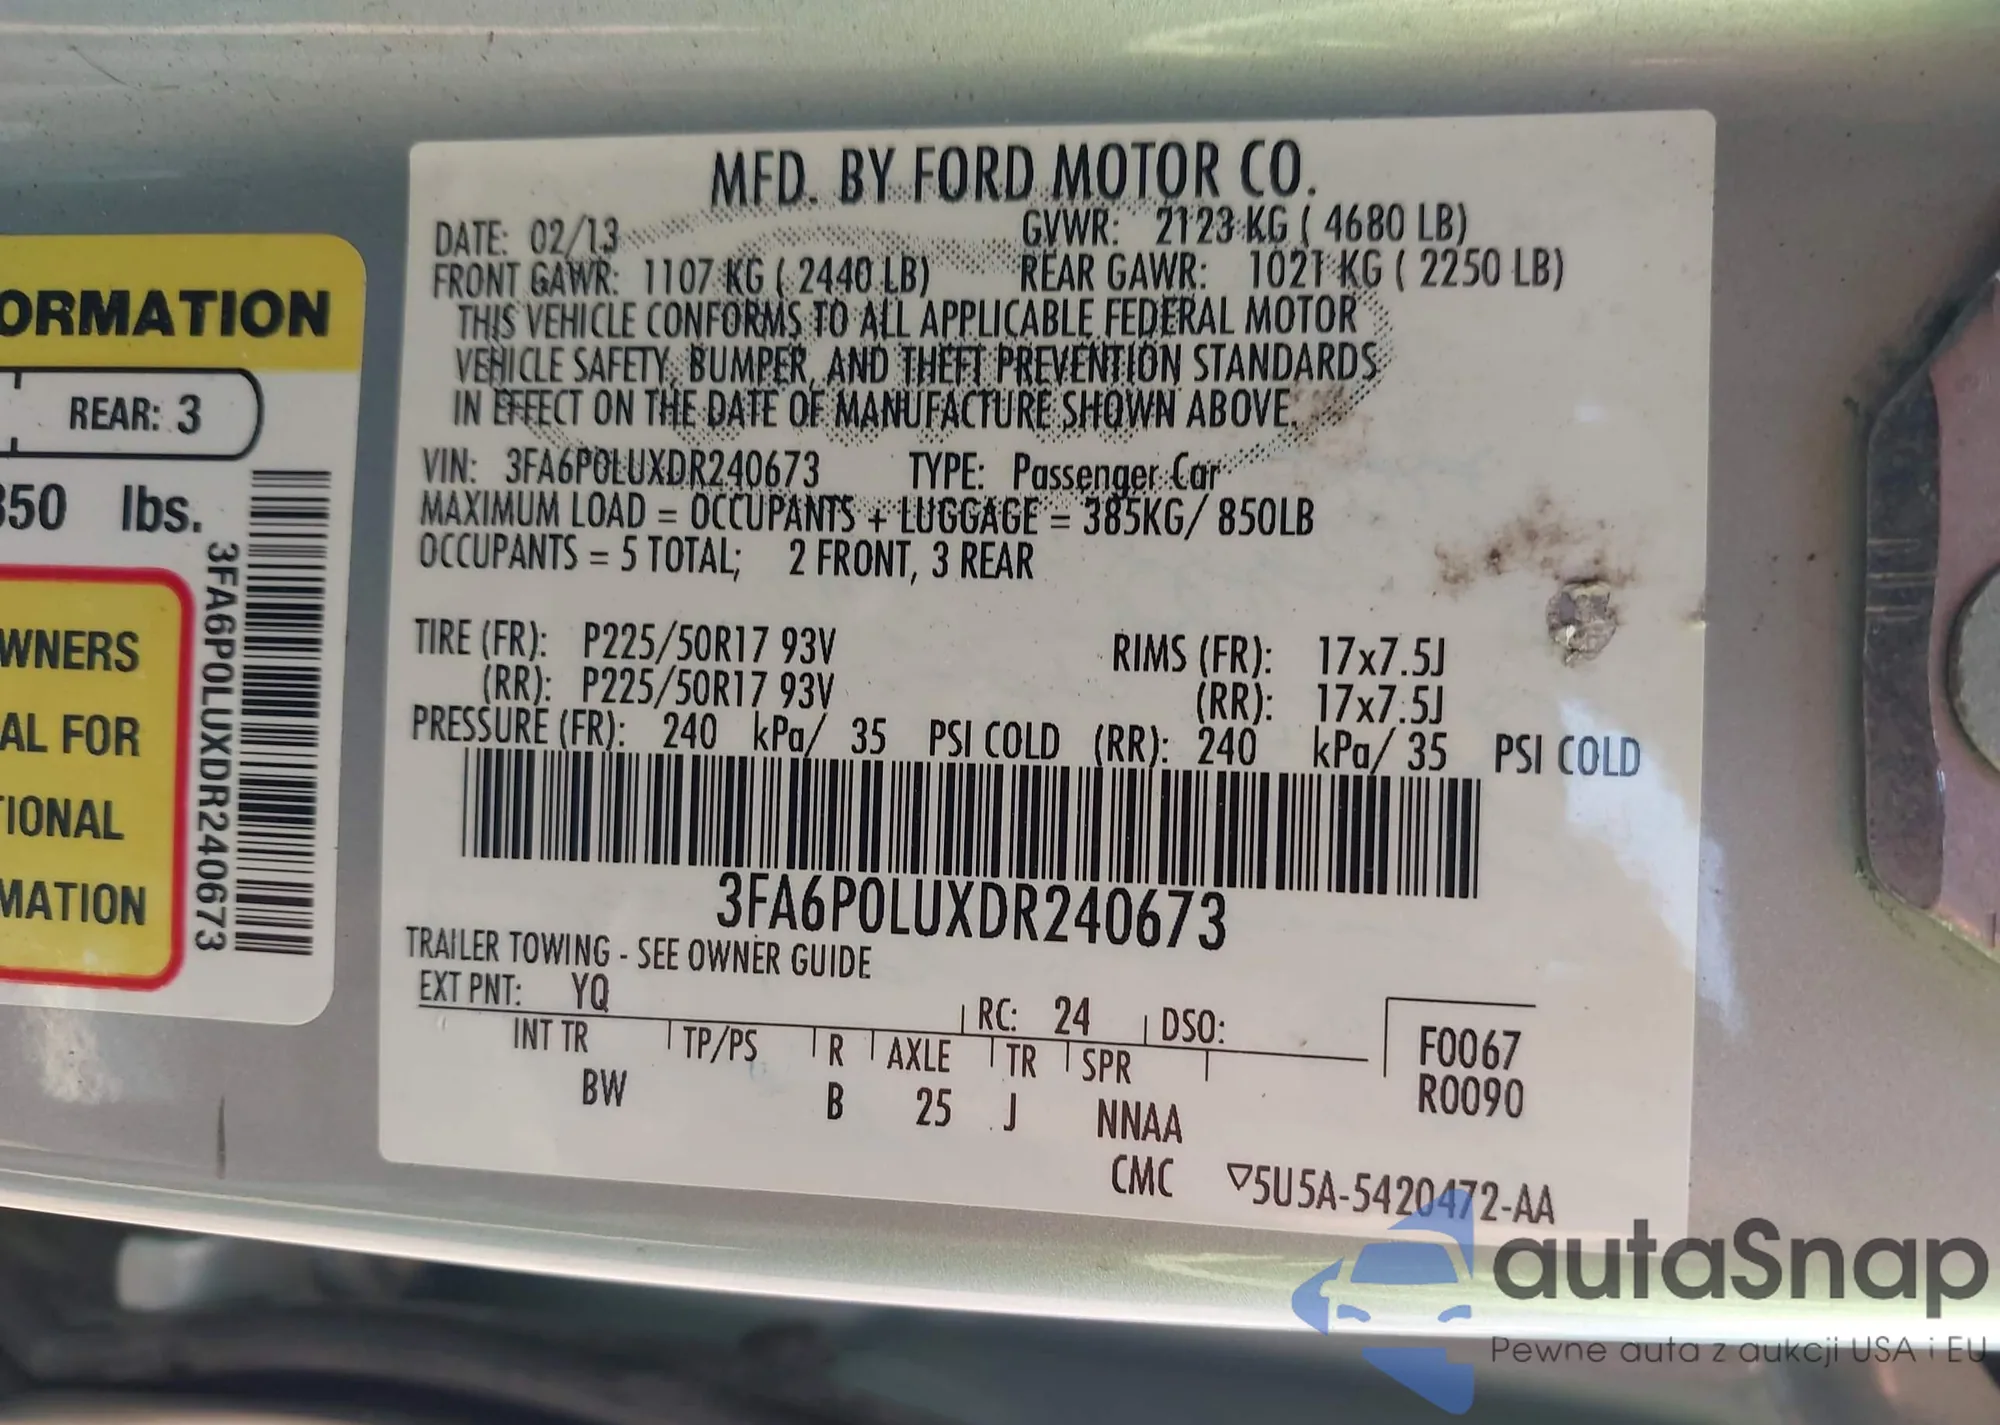 ORMATION
REAR: 3
850 lbs.
3FA6P0LUXDR240673
WNERS
AL FOR
TIONAL
MATION
MFD. BY FORD MOTOR CO.
DATE: 02/13 GVWR: 2123 KG ( 4680 LB)
FRONT GAWR: 1107 KG ( 2440 LB) REAR GAWR: 1021 KG ( 2250 LB)
THIS VEHICLE CONFORMS TO ALL APPLICABLE FEDERAL MOTOR
VEHICLE SAFETY, BUMPER, AND THEFT PREVENTION STANDARDS
IN EFFECT ON THE DATE OF MANUFACTURE SHOWN ABOVE.
VIN: 3FA6P0LUXDR240673 TYPE: Passenger Car
MAXIMUM LOAD = OCCUPANTS + LUGGAGE = 385KG/ 850LB
OCCUPANTS = 5 TOTAL; 2 FRONT, 3 REAR
TIRE (FR): P225/50R17 93V RIMS (FR): 17x7.5J
(RR): P225/50R17 93V (RR): 17x7.5J
PRESSURE (FR): 240 kPa/ 35 PSI COLD (RR): 240 kPa/ 35 PSI COLD
3FA6P0LUXDR240673
TRAILER TOWING - SEE OWNER GUIDE
EXT PNT: YQ RC: 24 DSO:
INT TR TP/PS R AXLE TR SPR
BW B 25 J NNAA
F0067
R0090
CMC ▽5U5A-5420472-AA
autaSnap
Pewne auta z aukcji USA i EU